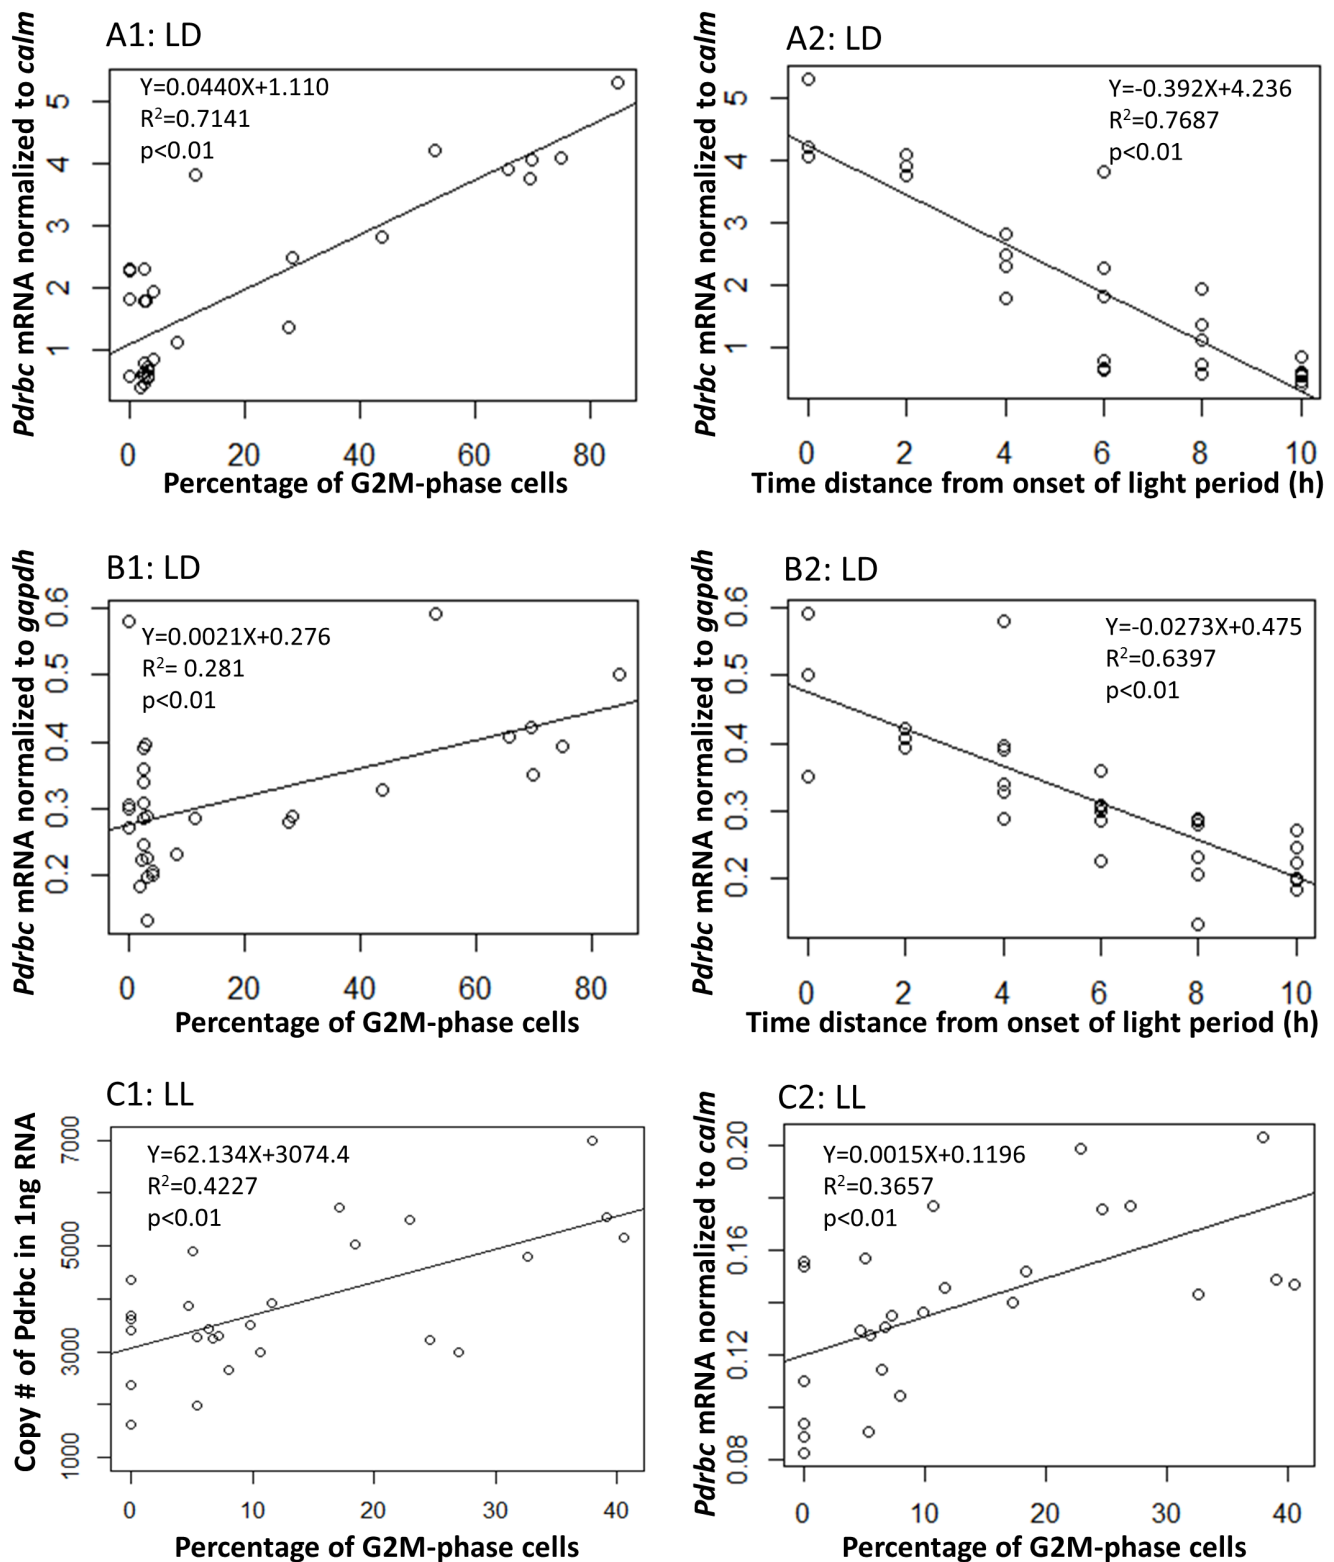 A1: LD
Pdrbc mRNA normalized to calm
Y=0.0440X+1.110
R²=0.7141
p<0.01
5
4
3
2
1
0 20 40 60 80
Percentage of G2M-phase cells
A2: LD
Pdrbc mRNA normalized to calm
Y=-0.392X+4.236
R²=0.7687
p<0.01
5
4
3
2
1
0 2 4 6 8 10
Time distance from onset of light period (h)
B1: LD
Pdrbc mRNA normalized to gapdh
Y=0.0021X+0.276
R²= 0.281
p<0.01
0.6
0.5
0.4
0.3
0.2
0 20 40 60 80
Percentage of G2M-phase cells
B2: LD
Pdrbc mRNA normalized to gapdh
Y=-0.0273X+0.475
R²=0.6397
p<0.01
0.6
0.5
0.4
0.3
0.2
0 2 4 6 8 10
Time distance from onset of light period (h)
C1: LL
Copy # of Pdrbc in 1ng RNA
Y=62.134X+3074.4
R²=0.4227
p<0.01
7000
5000
3000
1000
0 10 20 30 40
Percentage of G2M-phase cells
C2: LL
Pdrbc mRNA normalized to calm
Y=0.0015X+0.1196
R²=0.3657
p<0.01
0.20
0.16
0.12
0.08
0 10 20 30 40
Percentage of G2M-phase cells